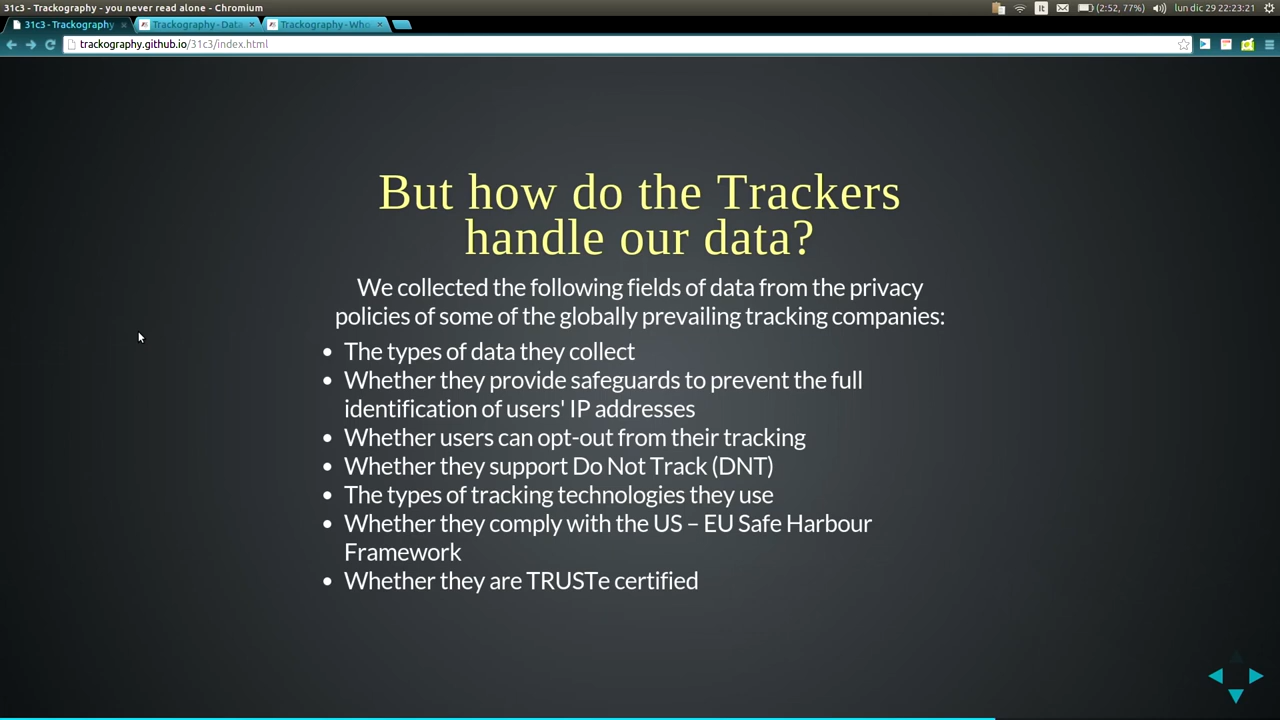 31c3 - Trackography - you never read alone - Chromium
It
(2:52, 77%)
lun dic 29 22:23:21
31c3 - Trackography
Trackography - Data
Trackography - Who
trackography.github.io/31c3/index.html
But how do the Trackers
handle our data?
We collected the following fields of data from the privacy
policies of some of the globally prevailing tracking companies:
• The types of data they collect
• Whether they provide safeguards to prevent the full
identification of users' IP addresses
• Whether users can opt-out from their tracking
• Whether they support Do Not Track (DNT)
• The types of tracking technologies they use
• Whether they comply with the US – EU Safe Harbour
Framework
• Whether they are TRUSTe certified